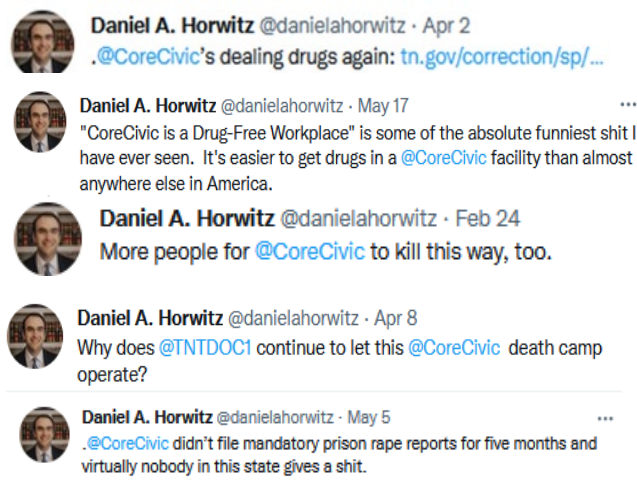 Daniel A. Horwitz @danielahorwitz · Apr 2
.@CoreCivic's dealing drugs again: tn.gov/correction/sp/...
Daniel A. Horwitz @danielahorwitz · May 17
"CoreCivic is a Drug-Free Workplace" is some of the absolute funniest shit I
have ever seen. It's easier to get drugs in a @CoreCivic facility than almost
anywhere else in America.
Daniel A. Horwitz @danielahorwitz · Feb 24
More people for @CoreCivic to kill this way, too.
Daniel A. Horwitz @danielahorwitz · Apr 8
Why does @TNTDOC1 continue to let this @CoreCivic death camp
operate?
Daniel A. Horwitz @danielahorwitz · May 5
.@CoreCivic didn't file mandatory prison rape reports for five months and
virtually nobody in this state gives a shit.